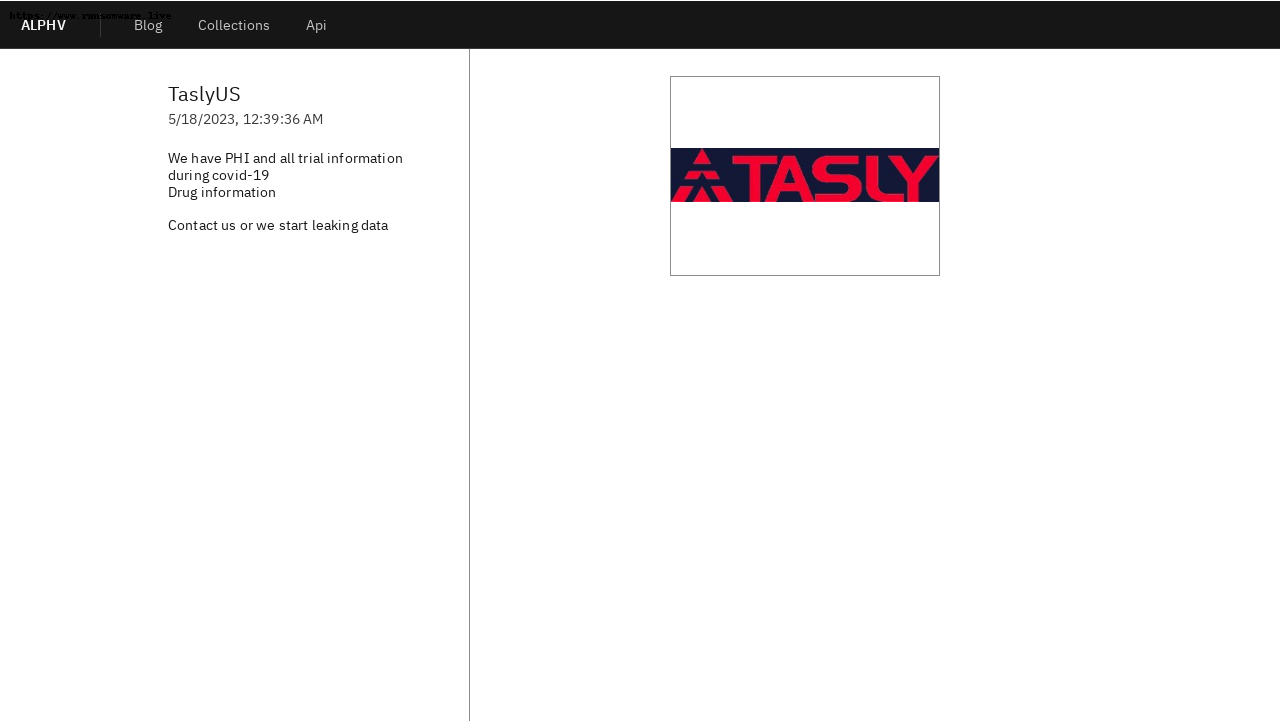 https://www.ransomware.live
ALPHV
Blog
Collections
Api
TaslyUS
5/18/2023, 12:39:36 AM
We have PHI and all trial information
during covid-19
Drug information
Contact us or we start leaking data
TASLY